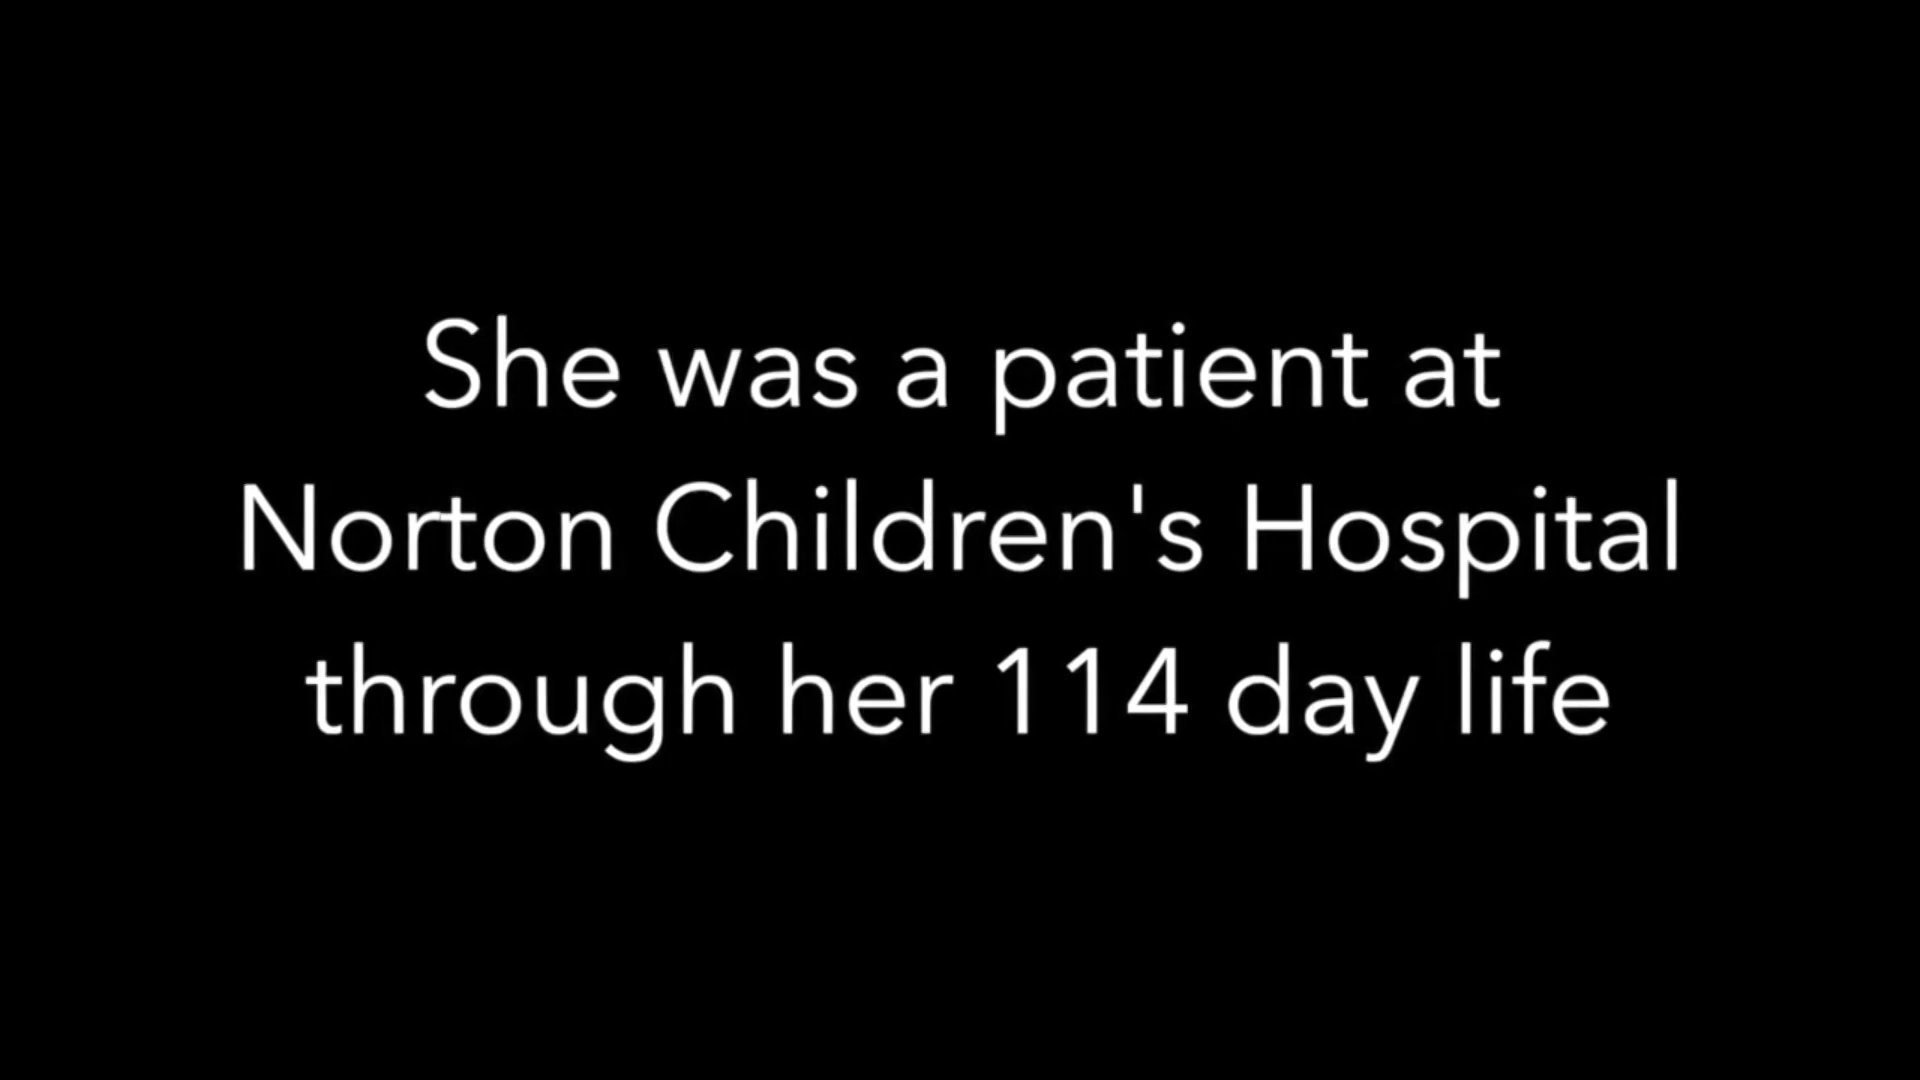 She was a patient at
Norton Children's Hospital
through her 114 day life